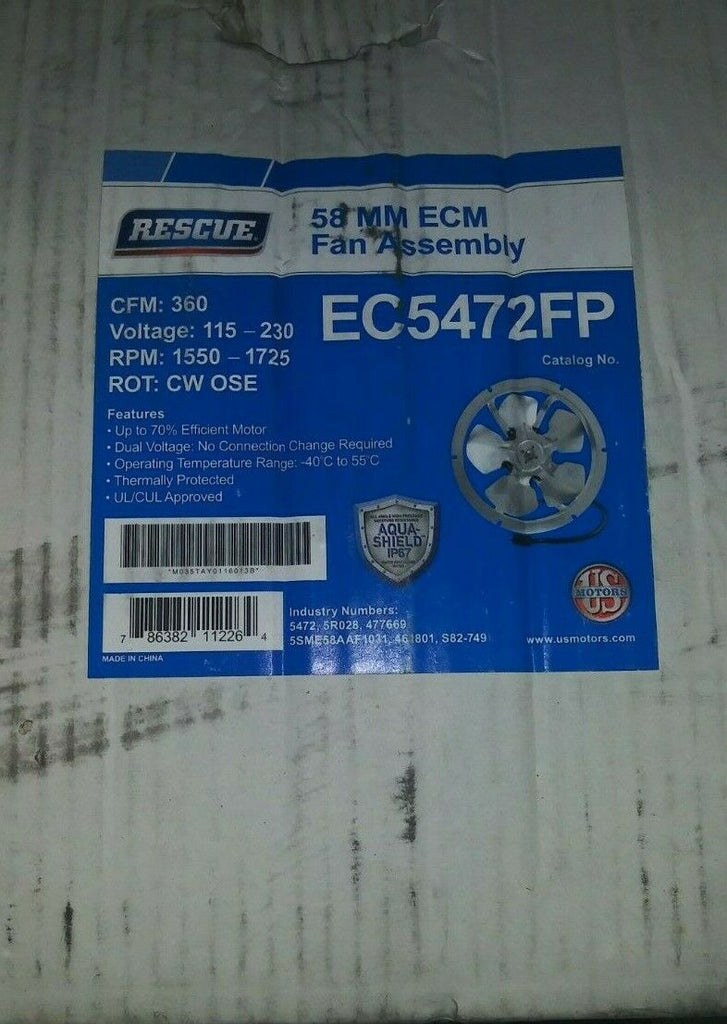 RESCUE
58 MM ECM
Fan Assembly
CFM: 360
Voltage: 115 – 230
RPM: 1550 – 1725
ROT: CW OSE
EC5472FP
Catalog No.
Features
• Up to 70% Efficient Motor
• Dual Voltage: No Connection Change Required
• Operating Temperature Range: -40°C to 55°C
• Thermally Protected
• UL/CUL Approved
AQUA-
SHIELD™
IP67
*M035TAY0116013B*
US
MOTORS
7 86382 11226 4
Industry Numbers:
5472, 5R028, 477669
5SME58AAF1031, 461801, S82-749
www.usmotors.com
MADE IN CHINA